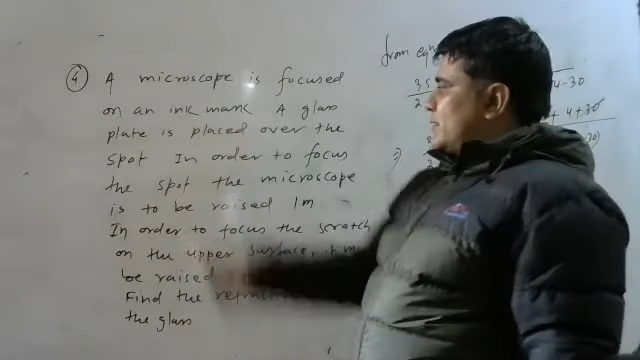 from eqn
(4) A microscope is focused
on an ink mark A glass
plate is placed over the
spot In order to focus
the spot the microscope
is to be raised 1m
In order to focus the scratch
on the upper surface, it
be raised
Find the
the glass
35
4-30
4+30